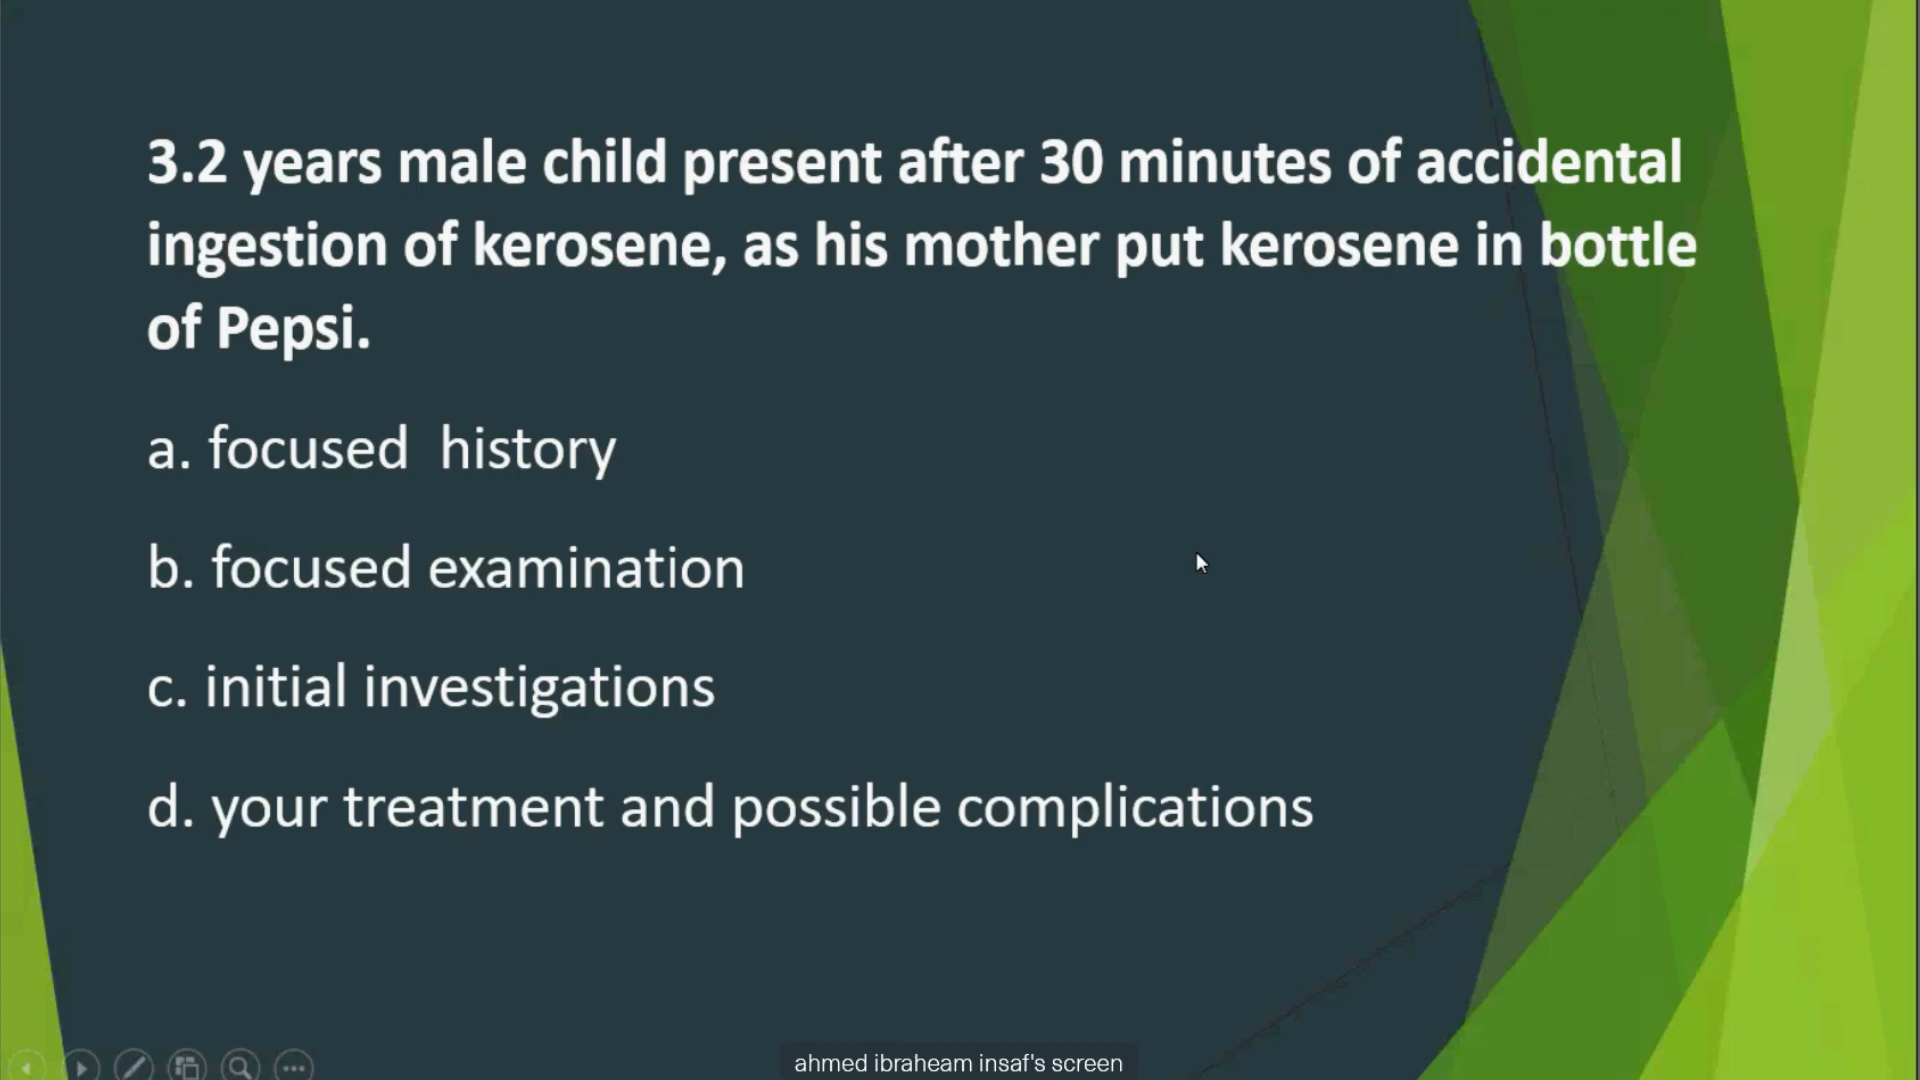 3.2 years male child present after 30 minutes of accidental
ingestion of kerosene, as his mother put kerosene in bottle
of Pepsi.
a. focused  history
b. focused examination
c. initial investigations
d. your treatment and possible complications
ahmed ibraheam insaf's screen